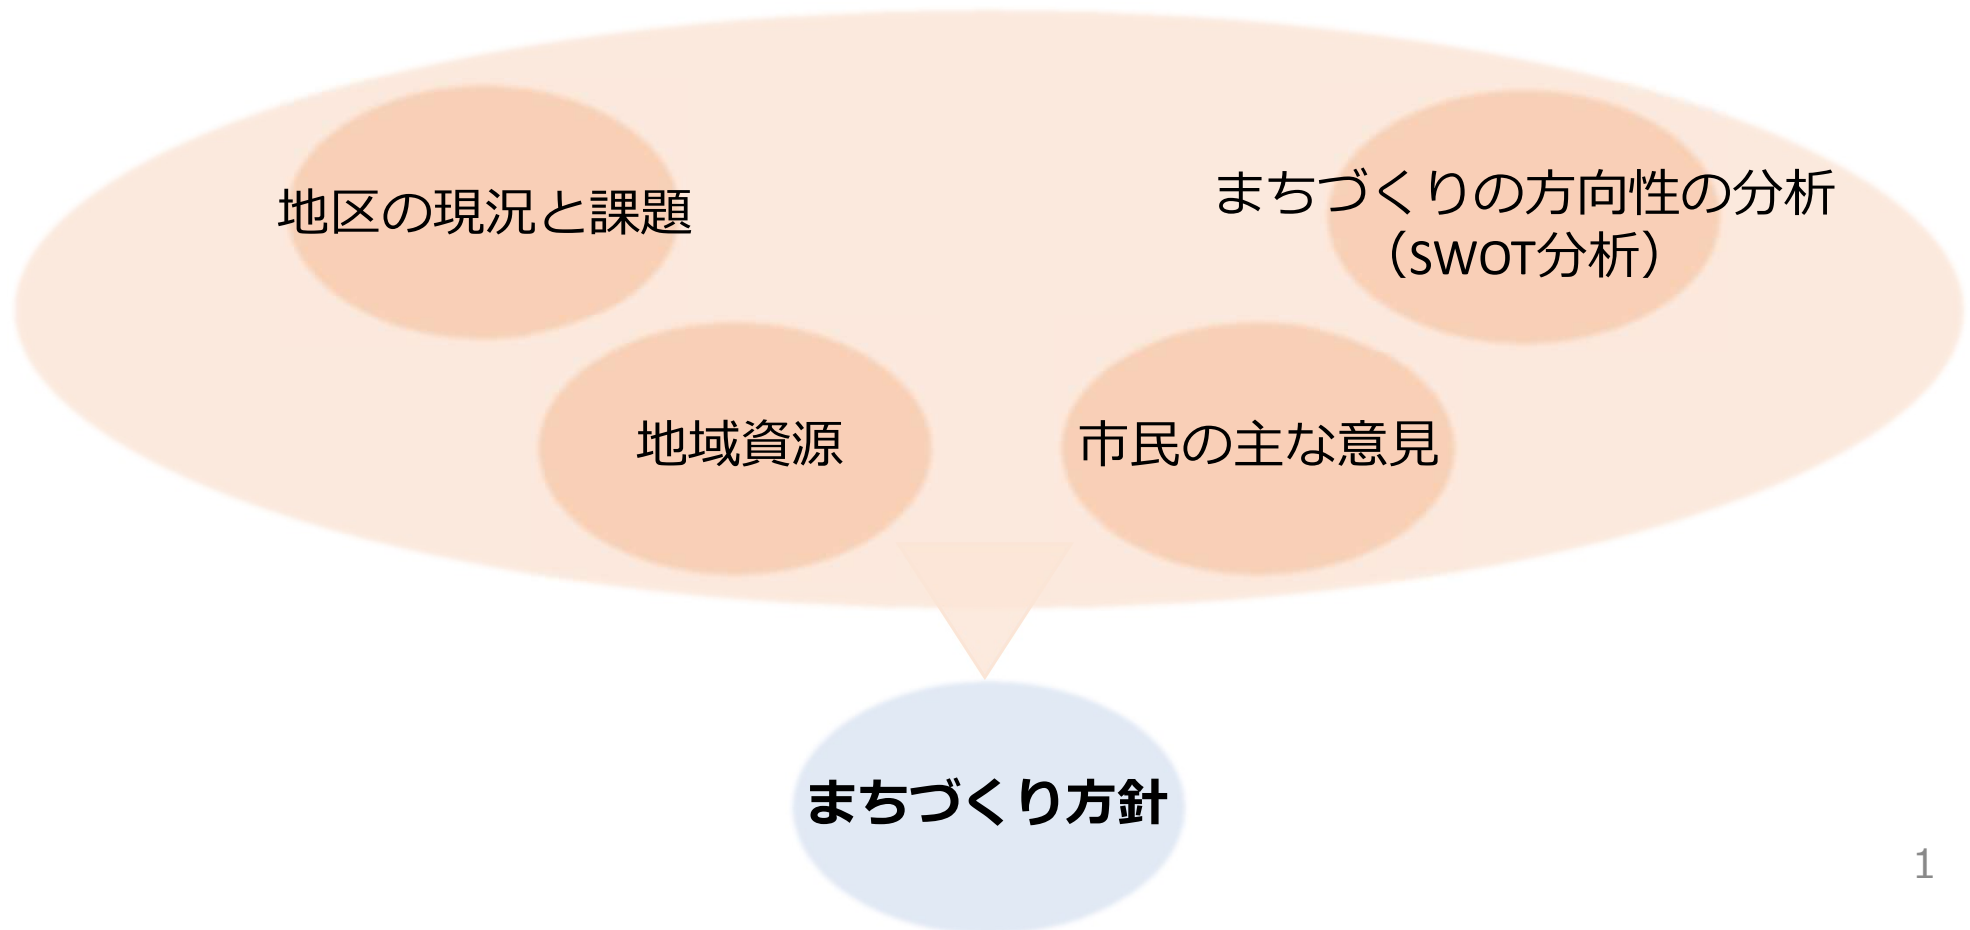 地区の現況と課題
まちづくりの方向性の分析
（SWOT分析）
地域資源
市民の主な意見
まちづくり方針
1